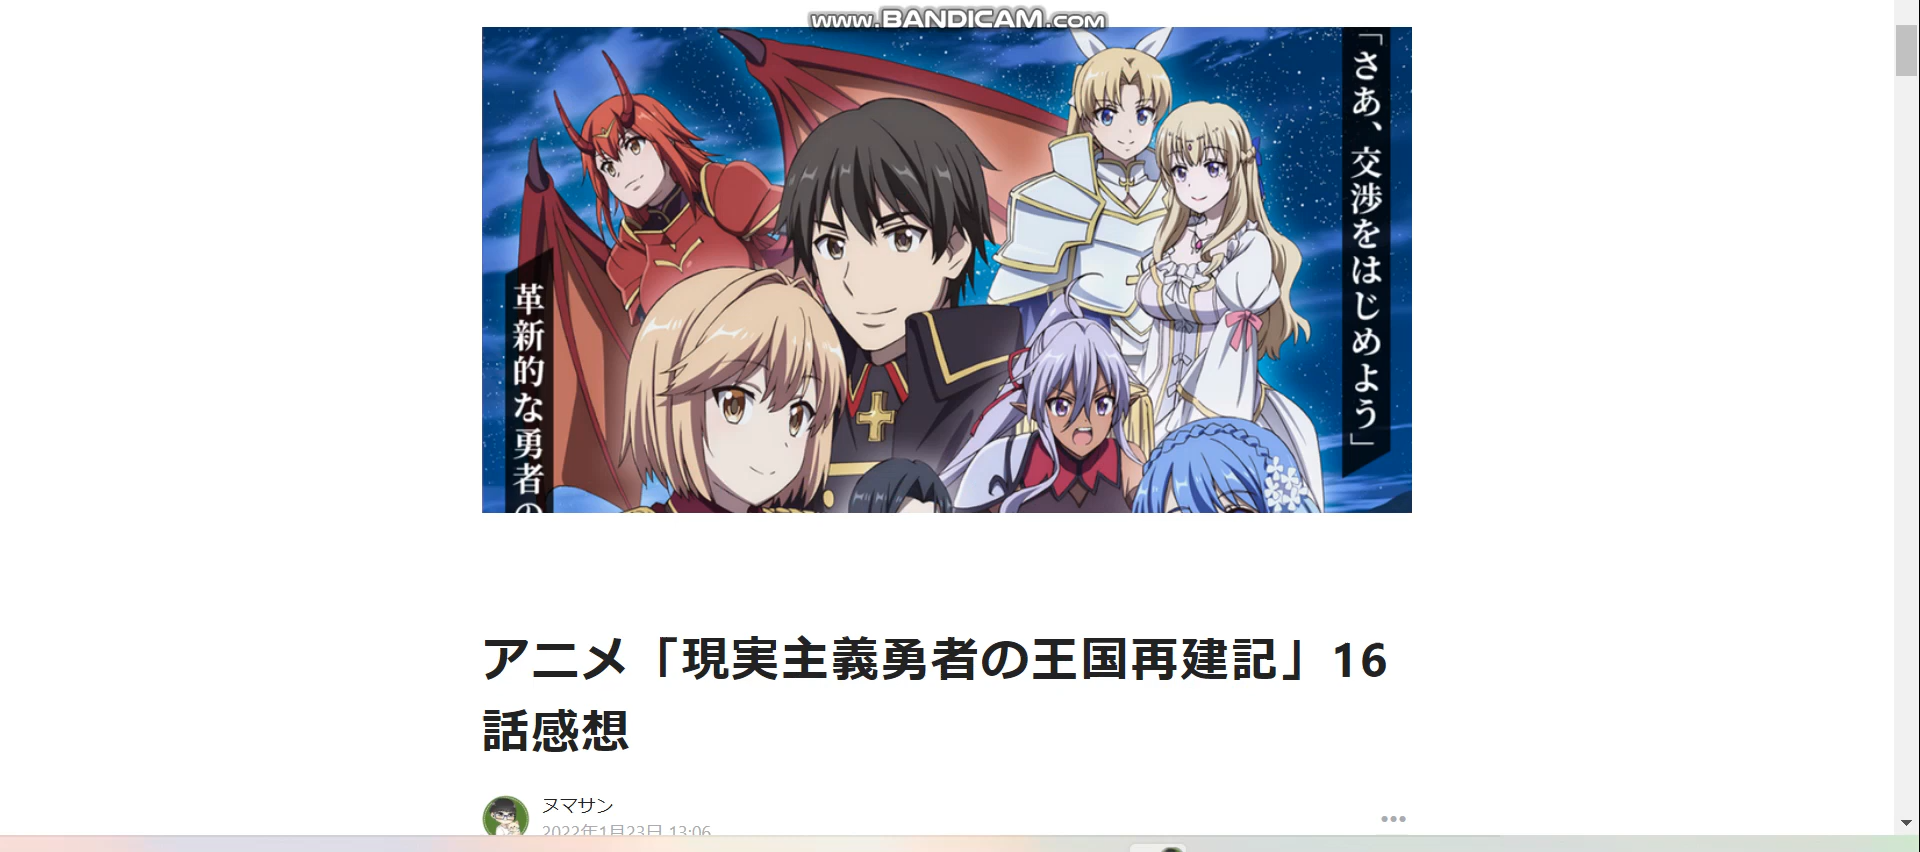 www.BANDICAM.com
「さあ、交渉をはじめよう」
革新的な勇者の
アニメ「現実主義勇者の王国再建記」16
話感想
ヌマサン
2022年1月23日 13:06